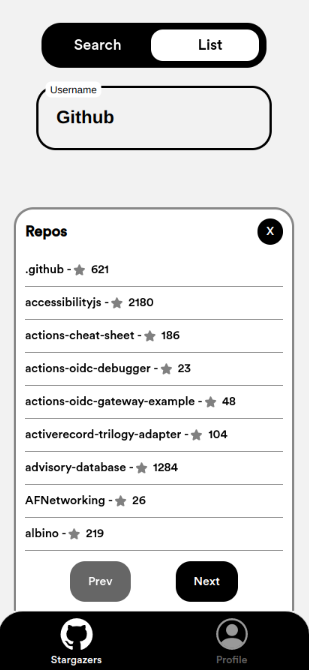 Search List
Username
Github
Repos X
.github - 621
accessibilityjs - 2180
actions-cheat-sheet - 186
actions-oidc-debugger - 23
actions-oidc-gateway-example - 48
activerecord-trilogy-adapter - 104
advisory-database - 1284
AFNetworking - 26
albino - 219
Prev Next
Stargazers Profile